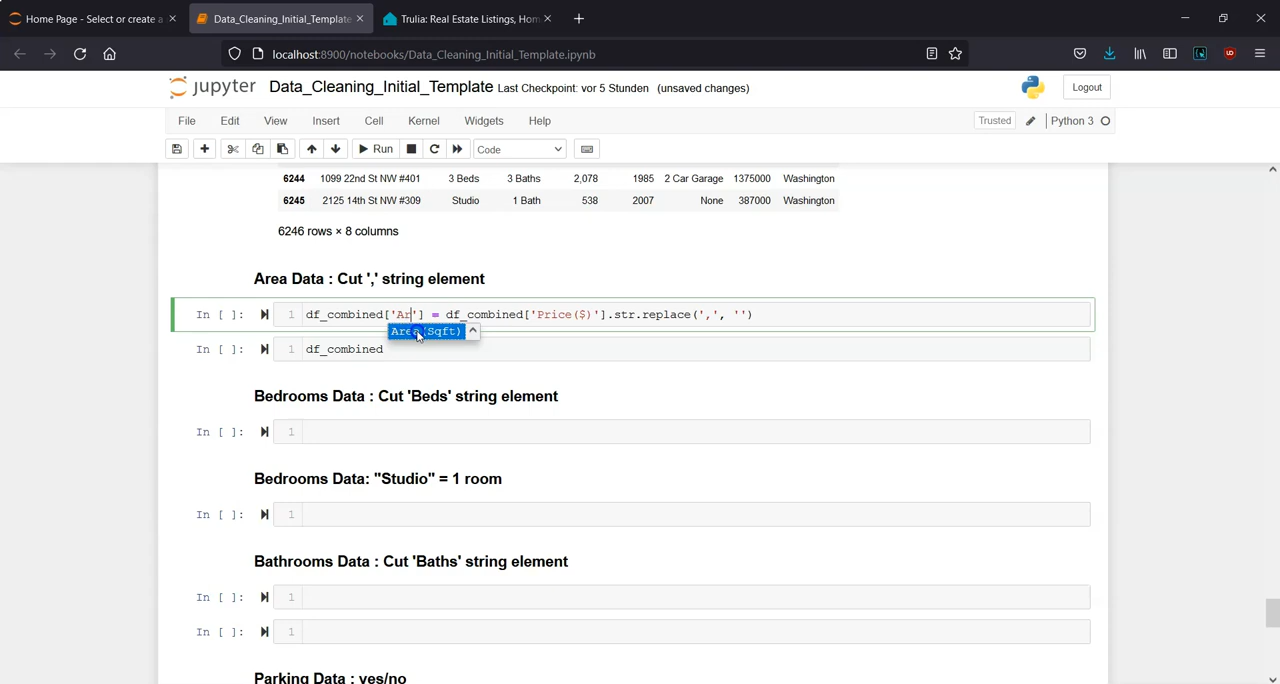 Home Page - Select or create a
Data_Cleaning_Initial_Template
Trulia: Real Estate Listings, Hom
localhost:8900/notebooks/Data_Cleaning_Initial_Template.ipynb
jupyter Data_Cleaning_Initial_Template Last Checkpoint: vor 5 Stunden (unsaved changes)
Logout
File Edit View Insert Cell Kernel Widgets Help
Trusted Python 3
Run Code
6244 1099 22nd St NW #401 3 Beds 3 Baths 2,078 1985 2 Car Garage 1375000 Washington
6245 2125 14th St NW #309 Studio 1 Bath 538 2007 None 387000 Washington
6246 rows × 8 columns
Area Data : Cut ',' string element
In [ ]: 1 df_combined['Ar'] = df_combined['Price($)'].str.replace(',', '')
Area(Sqft)
In [ ]: 1 df_combined
Bedrooms Data : Cut 'Beds' string element
In [ ]: 1
Bedrooms Data: "Studio" = 1 room
In [ ]: 1
Bathrooms Data : Cut 'Baths' string element
In [ ]: 1
In [ ]: 1
Parking Data : yes/no